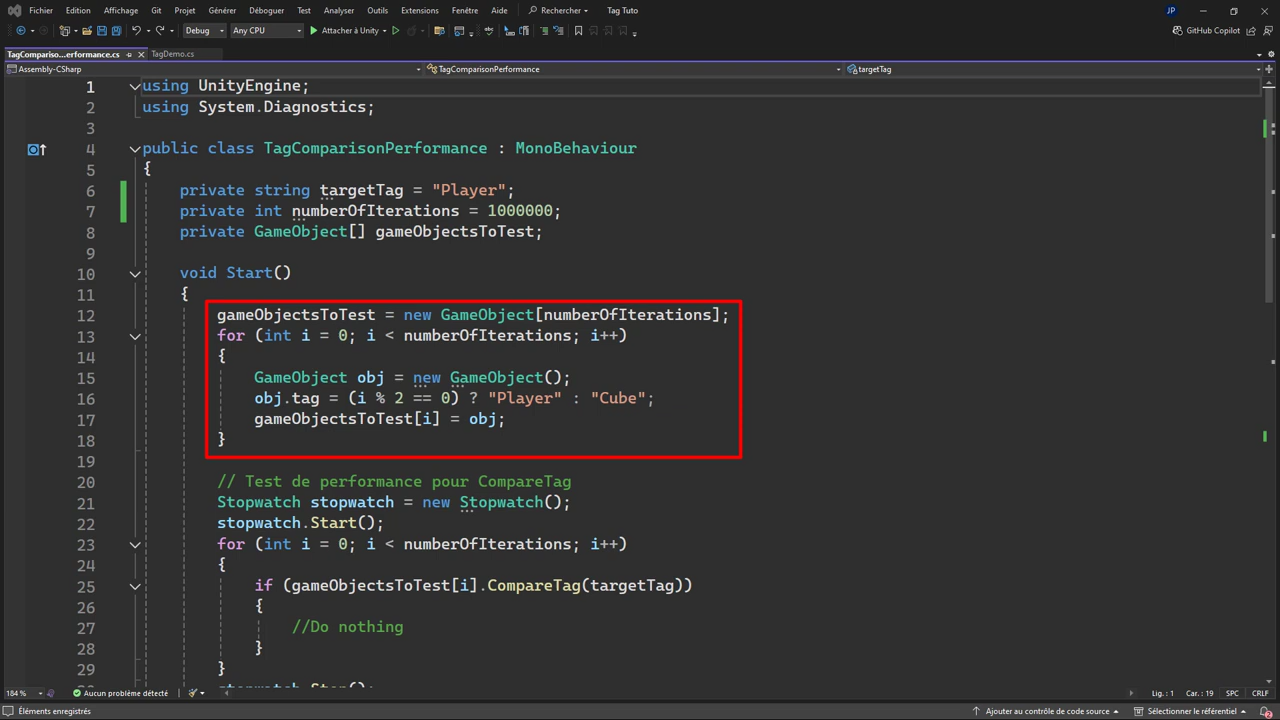 Fichier Edition Affichage Git Projet Générer Déboguer Test Analyser Outils Extensions Fenêtre Aide Rechercher Tag Tuto JP
Debug Any CPU Attacher à Unity GitHub Copilot
TagCompariso...erformance.cs TagDemo.cs
Assembly-CSharp TagComparisonPerformance targetTag
1 using UnityEngine;
2 using System.Diagnostics;
3
4 public class TagComparisonPerformance : MonoBehaviour
5 {
6 private string targetTag = "Player";
7 private int numberOfIterations = 1000000;
8 private GameObject[] gameObjectsToTest;
9
10 void Start()
11 {
12 gameObjectsToTest = new GameObject[numberOfIterations];
13 for (int i = 0; i < numberOfIterations; i++)
14 {
15 GameObject obj = new GameObject();
16 obj.tag = (i % 2 == 0) ? "Player" : "Cube";
17 gameObjectsToTest[i] = obj;
18 }
19
20 // Test de performance pour CompareTag
21 Stopwatch stopwatch = new Stopwatch();
22 stopwatch.Start();
23 for (int i = 0; i < numberOfIterations; i++)
24 {
25 if (gameObjectsToTest[i].CompareTag(targetTag))
26 {
27 //Do nothing
28 }
29 }
stopwatch.Stop();
184 % Aucun problème détecté Lig. : 1 Car. : 19 SPC CRLF
Éléments enregistrés Ajouter au contrôle de code source Sélectionner le référentiel 2